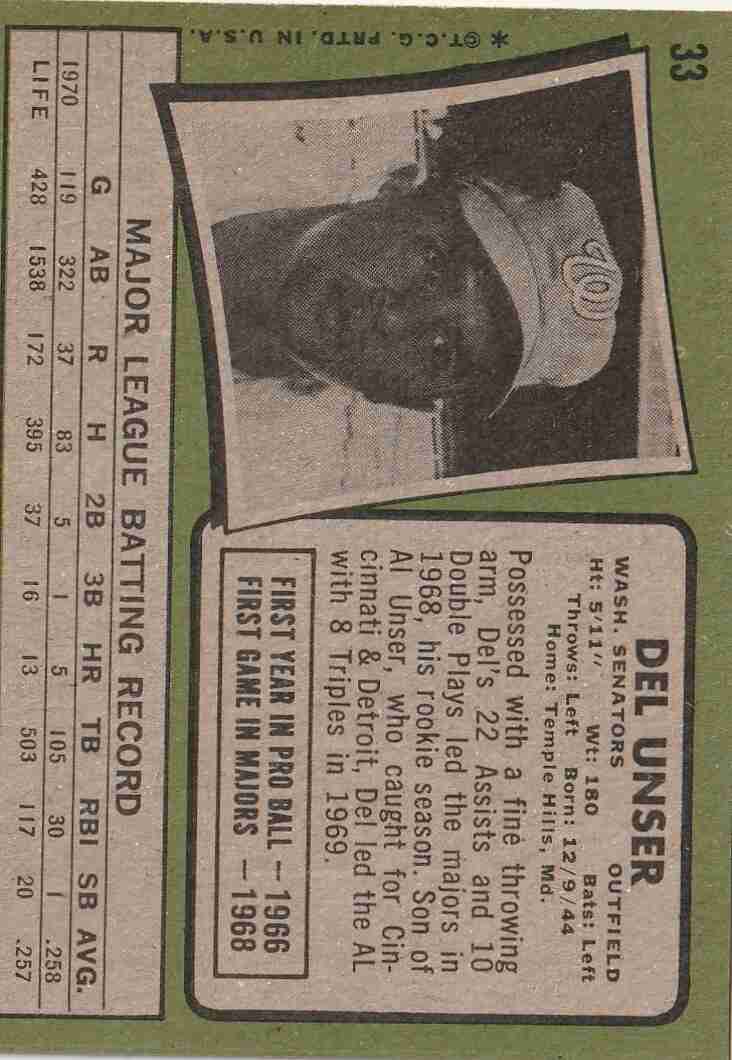 33
DEL UNSER
WASH. SENATORS OUTFIELD
Ht: 5'11" Wt: 180 Bats: Left
Throws: Left Born: 12/9/44
Home: Temple Hills, Md.
Possessed with a fine throwing
arm, Del's 22 Assists and 10
Double Plays led the majors in
1968, his rookie season. Son of
Al Unser, who caught for Cin-
cinnati & Detroit, Del led the AL
with 8 Triples in 1969.
FIRST YEAR IN PRO BALL — 1966
FIRST GAME IN MAJORS — 1968
W
*©T.C.G. PRTD. IN U.S.A.
MAJOR LEAGUE BATTING RECORD
G AB R H 2B 3B HR TB RBI SB AVG.
1970 119 322 37 83 5 1 5 105 30 1 .258
LIFE 428 1538 172 395 37 16 13 503 117 20 .257